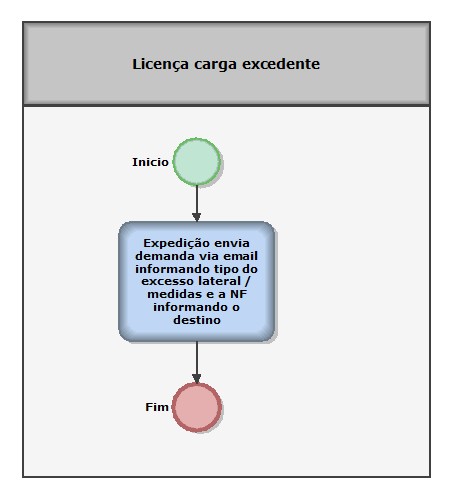 Licença carga excedente
Inicio
Expedição envia
demanda via email
informando tipo do
excesso lateral /
medidas e a NF
informando o
destino
Fim